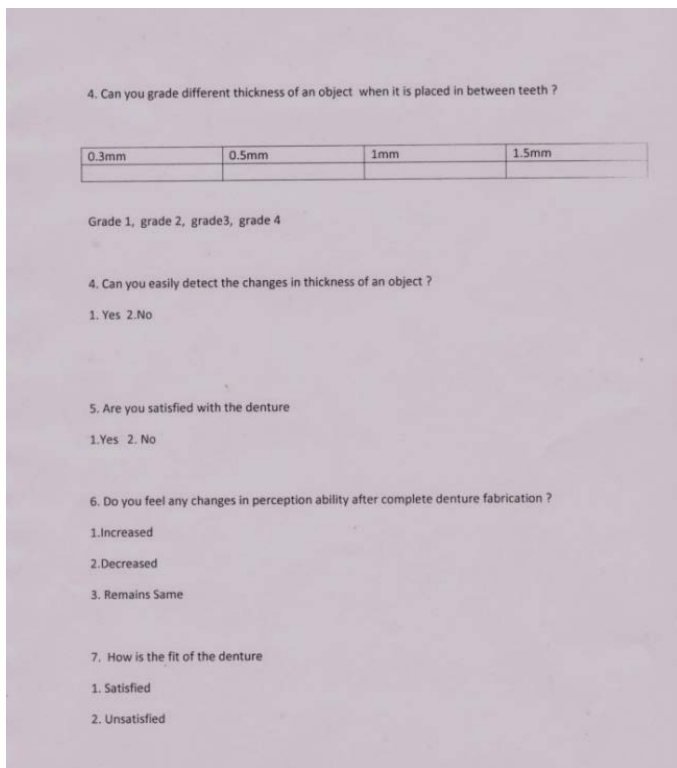 4. Can you grade different thickness of an object when it is placed in between teeth ?
0.3mm 0.5mm 1mm 1.5mm
Grade 1, grade 2, grade3, grade 4
4. Can you easily detect the changes in thickness of an object ?
1. Yes 2.No
5. Are you satisfied with the denture
1.Yes 2. No
6. Do you feel any changes in perception ability after complete denture fabrication ?
1.Increased
2.Decreased
3. Remains Same
7. How is the fit of the denture
1. Satisfied
2. Unsatisfied